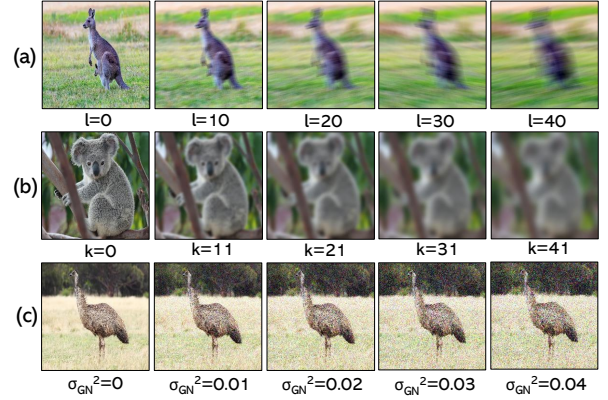 (a)
l=0 l=10 l=20 l=30 l=40
(b)
k=0 k=11 k=21 k=31 k=41
(c)
σGN²=0 σGN²=0.01 σGN²=0.02 σGN²=0.03 σGN²=0.04